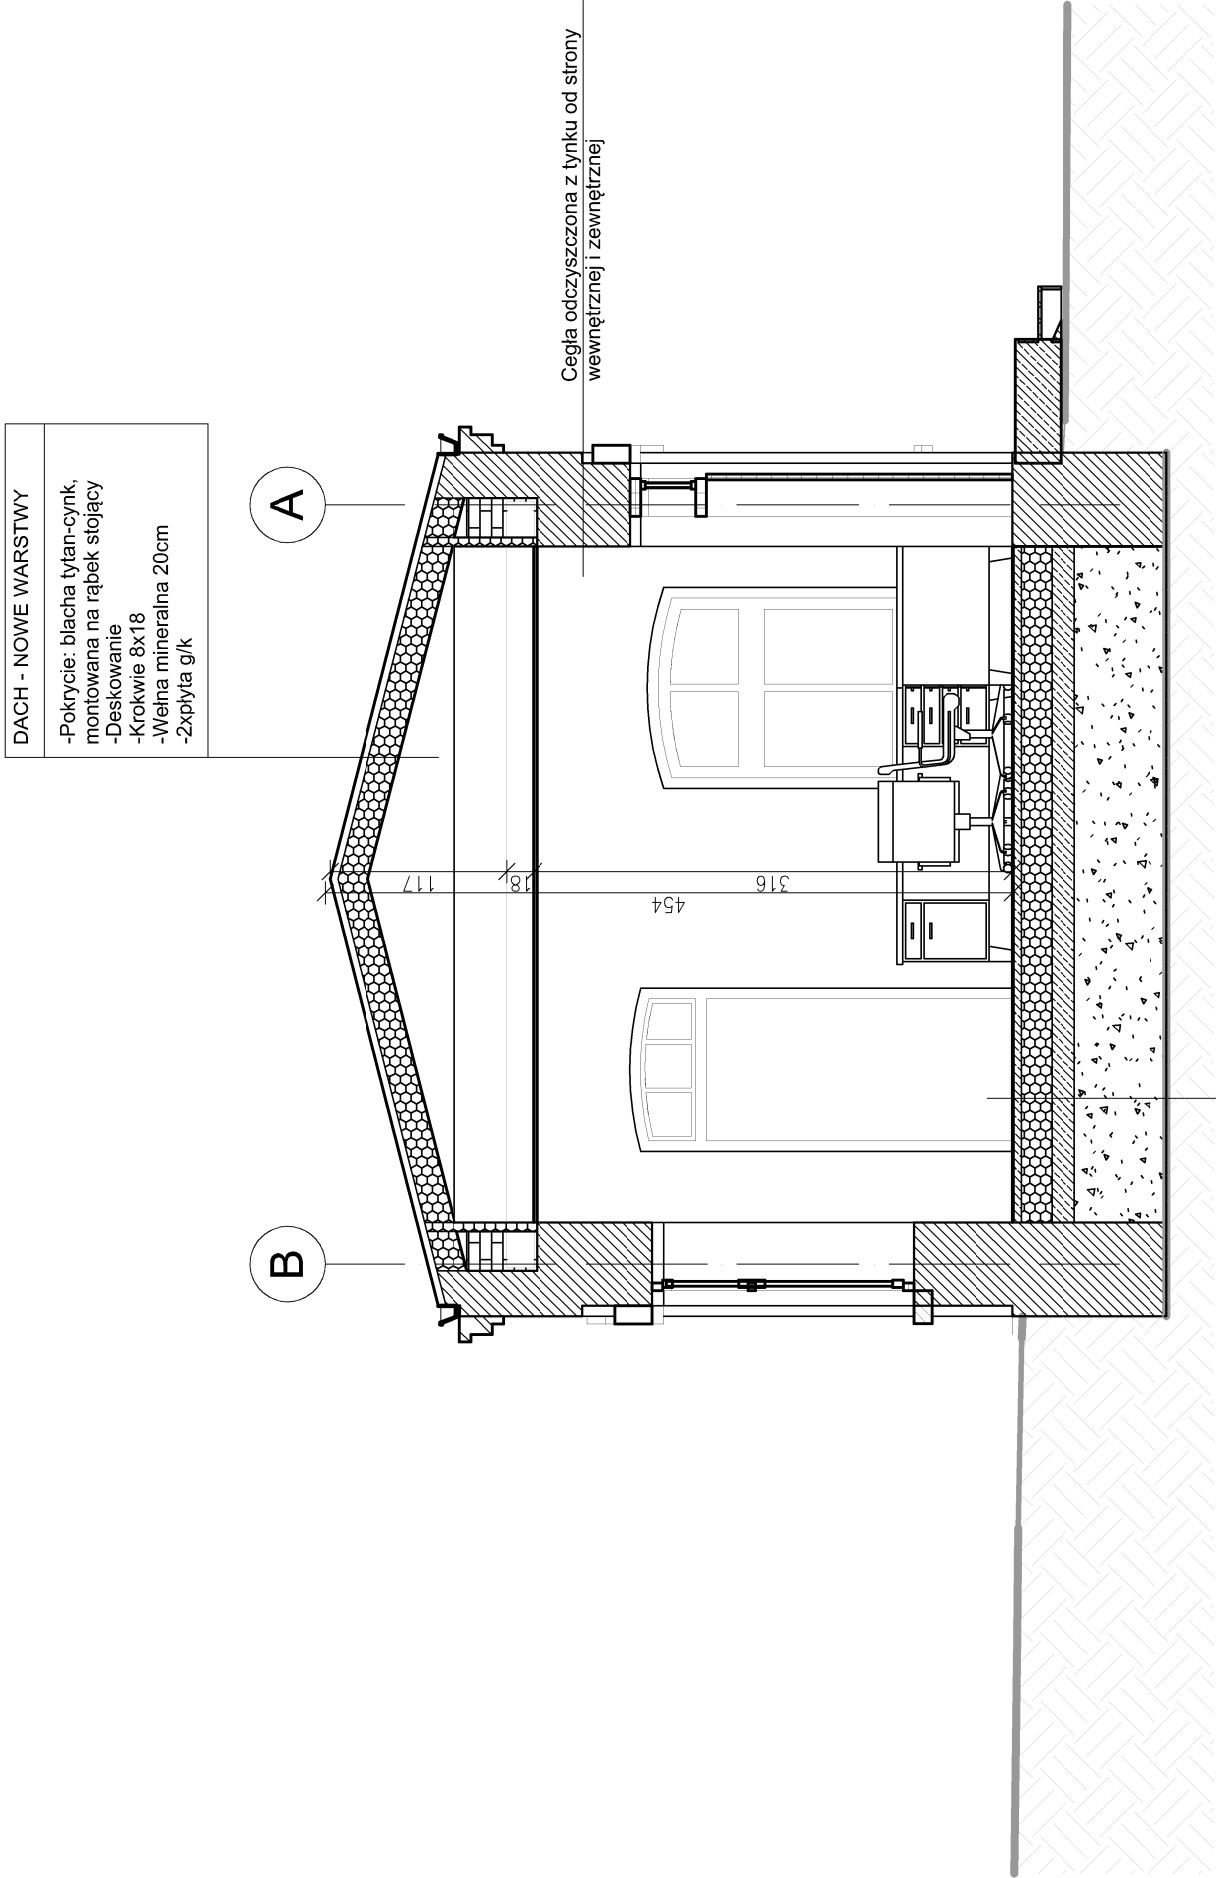 DACH - NOWE WARSTWY
-Pokrycie: blacha tytan-cynk,
montowana na rąbek stojący
-Deskowanie
-Krokwie 8x18
-Wełna mineralna 20cm
-2xpłyta g/k
B
A
Cegła odczyszczona z tynku od strony
wewnętrznej i zewnętrznej
117
18
316
454